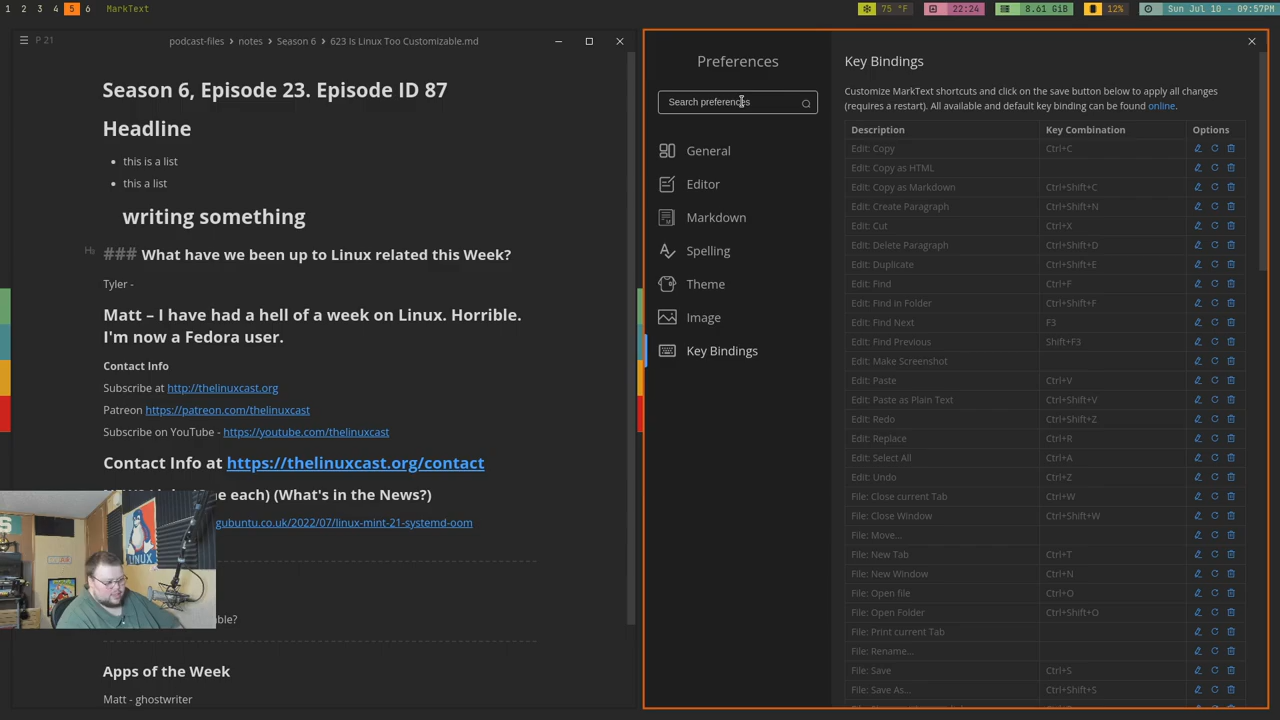 1 2 3 4 5 6 MarkText
75 °F
22:24
8.61 GiB
12%
Sun Jul 10 - 09:57PM
P 21
podcast-files › notes › Season 6 › 623 Is Linux Too Customizable.md
Season 6, Episode 23. Episode ID 87
Headline
• this is a list
• this a list
writing something
H3 ### What have we been up to Linux related this Week?
Tyler -
Matt – I have had a hell of a week on Linux. Horrible.
I'm now a Fedora user.
Contact Info
Subscribe at http://thelinuxcast.org
Patreon https://patreon.com/thelinuxcast
Subscribe on YouTube - https://youtube.com/thelinuxcast
Contact Info at https://thelinuxcast.org/contact
e each) (What's in the News?)
gubuntu.co.uk/2022/07/linux-mint-21-systemd-oom
able?
LINUX
Apps of the Week
Matt - ghostwriter
Preferences
Search preferences
General
Editor
Markdown
Spelling
Theme
Image
Key Bindings
Key Bindings
Customize MarkText shortcuts and click on the save button below to apply all changes
(requires a restart). All available and default key binding can be found online.
Description Key Combination Options
Edit: Copy Ctrl+C
Edit: Copy as HTML
Edit: Copy as Markdown Ctrl+Shift+C
Edit: Create Paragraph Ctrl+Shift+N
Edit: Cut Ctrl+X
Edit: Delete Paragraph Ctrl+Shift+D
Edit: Duplicate Ctrl+Shift+E
Edit: Find Ctrl+F
Edit: Find in Folder Ctrl+Shift+F
Edit: Find Next F3
Edit: Find Previous Shift+F3
Edit: Make Screenshot
Edit: Paste Ctrl+V
Edit: Paste as Plain Text Ctrl+Shift+V
Edit: Redo Ctrl+Shift+Z
Edit: Replace Ctrl+R
Edit: Select All Ctrl+A
Edit: Undo Ctrl+Z
File: Close current Tab Ctrl+W
File: Close Window Ctrl+Shift+W
File: Move...
File: New Tab Ctrl+T
File: New Window Ctrl+N
File: Open file Ctrl+O
File: Open Folder Ctrl+Shift+O
File: Print current Tab
File: Rename...
File: Save Ctrl+S
File: Save As... Ctrl+Shift+S